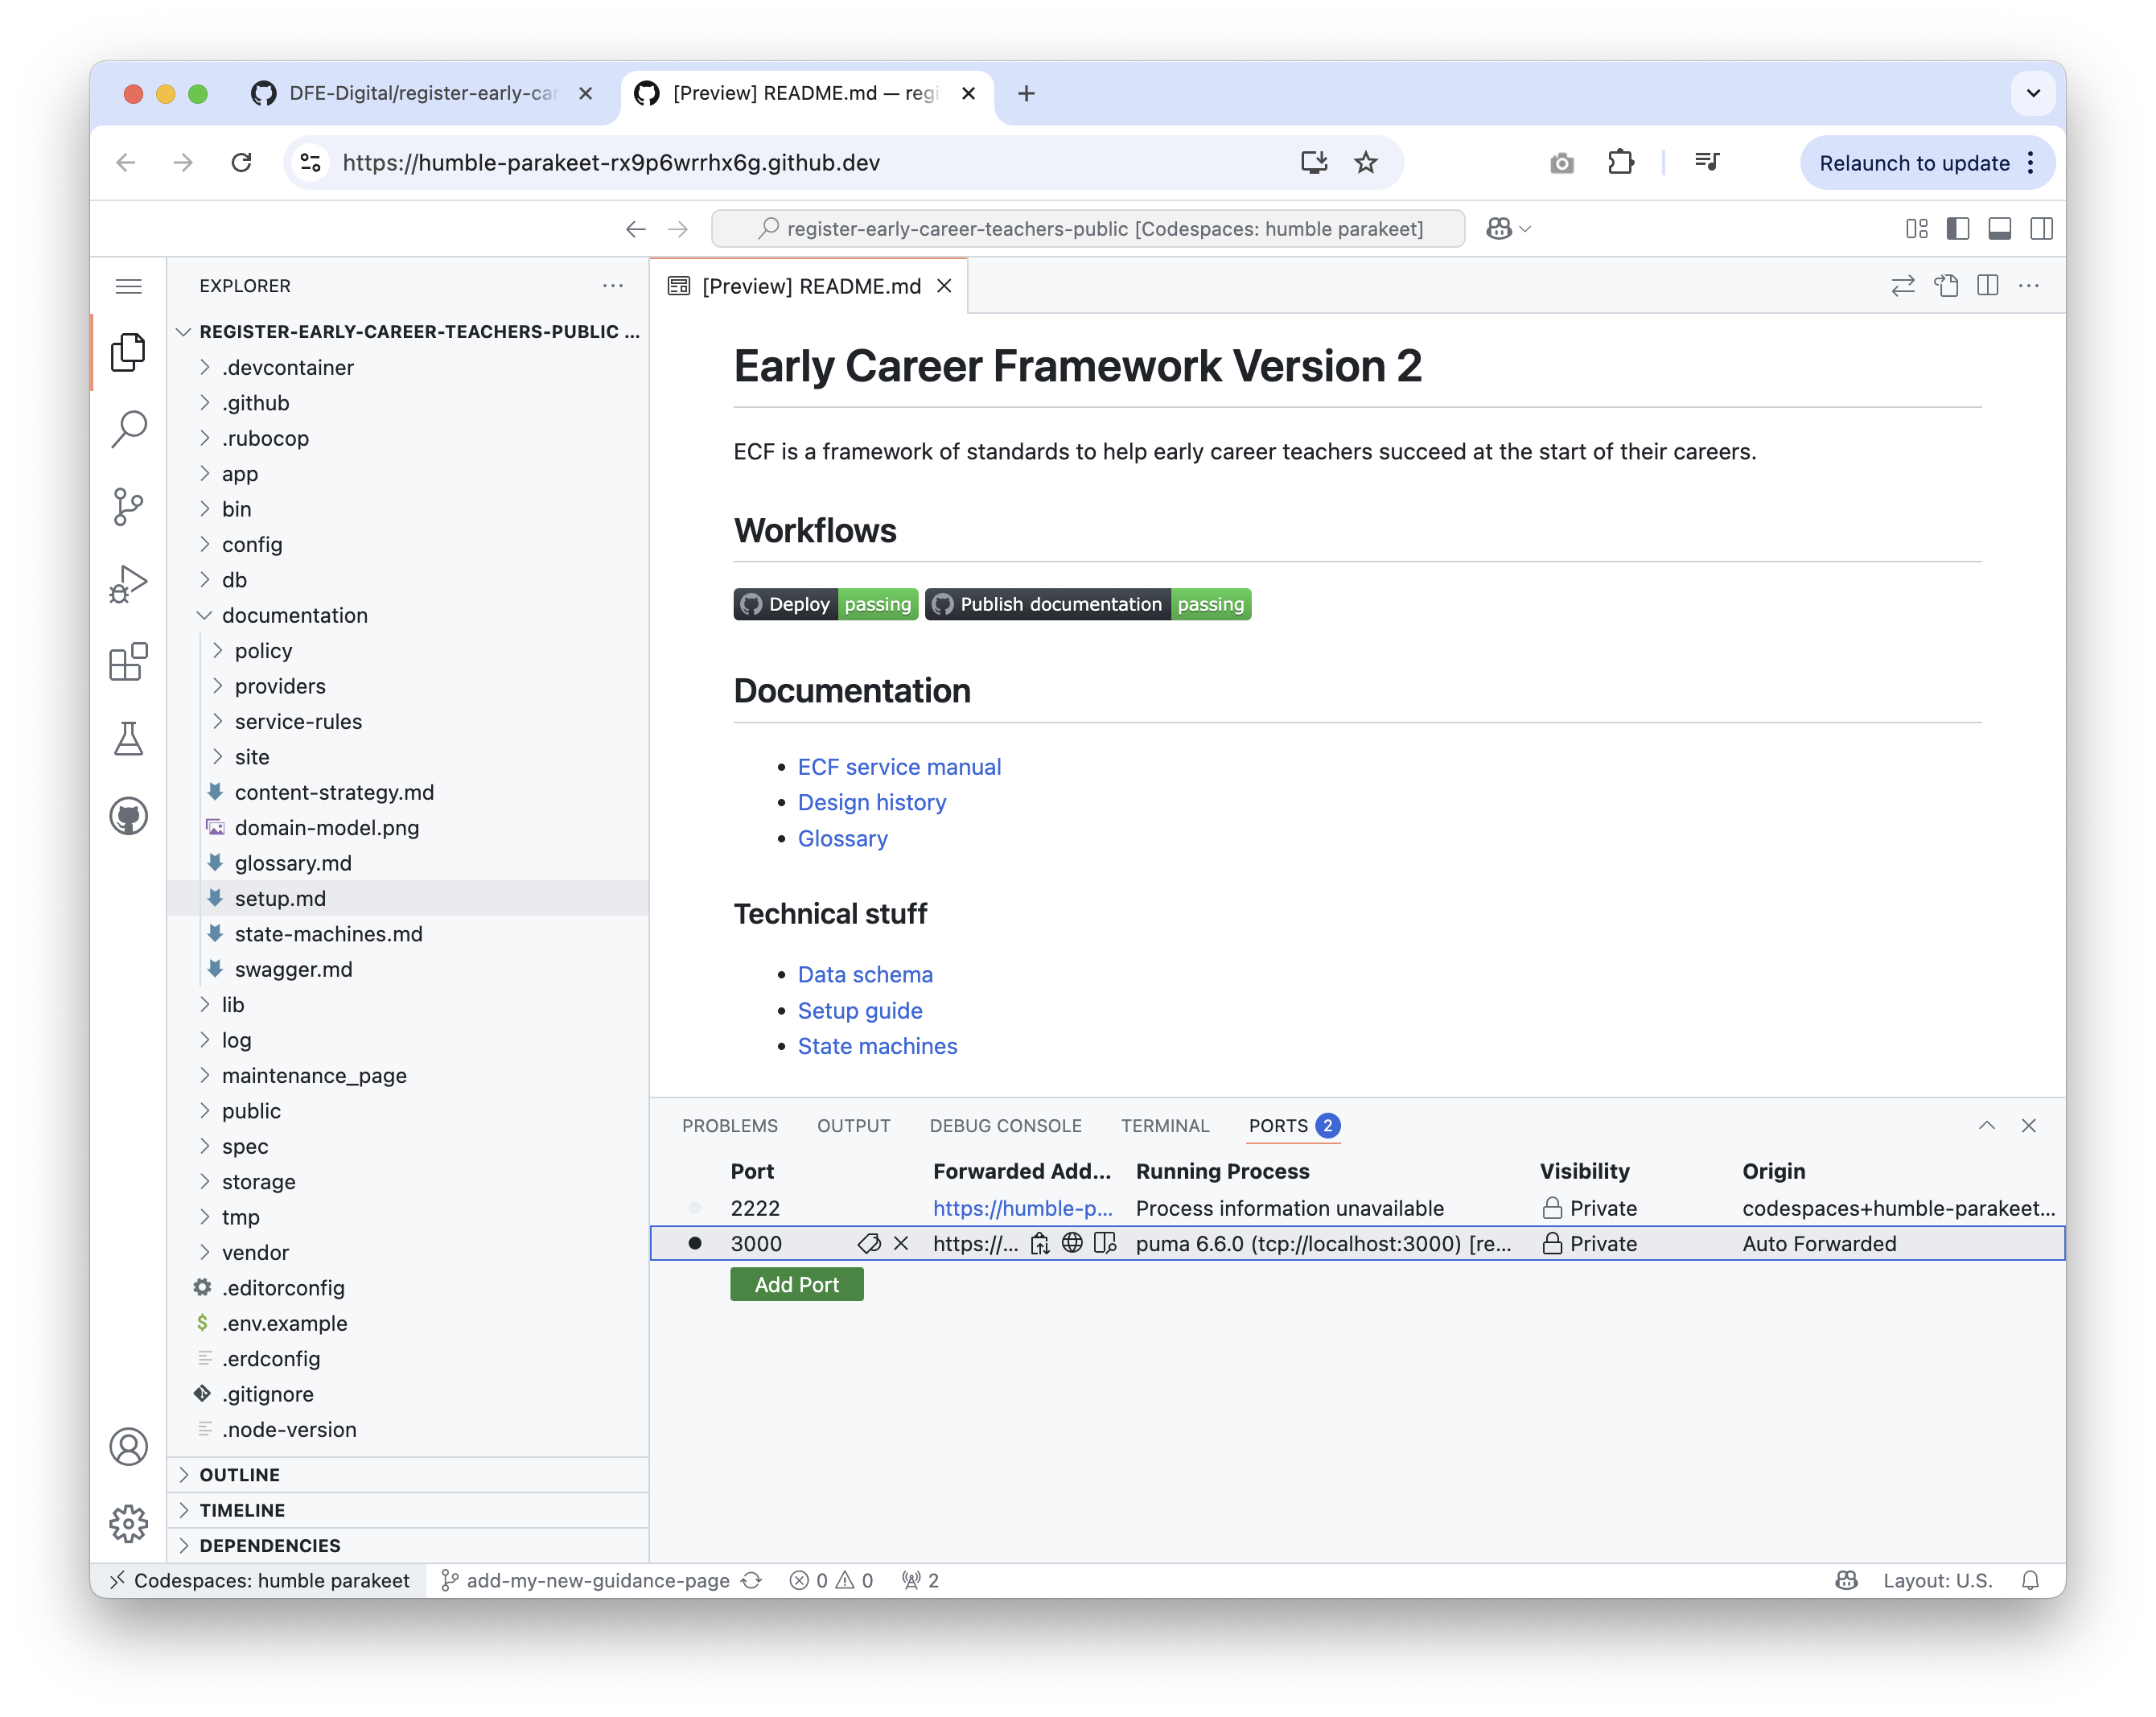 DFE-Digital/register-early-car
[Preview] README.md — regi
https://humble-parakeet-rx9p6wrrhx6g.github.dev
Relaunch to update
register-early-career-teachers-public [Codespaces: humble parakeet]
EXPLORER
REGISTER-EARLY-CAREER-TEACHERS-PUBLIC ...
.devcontainer
.github
.rubocop
app
bin
config
db
documentation
policy
providers
service-rules
site
content-strategy.md
domain-model.png
glossary.md
setup.md
state-machines.md
swagger.md
lib
log
maintenance_page
public
spec
storage
tmp
vendor
.editorconfig
$ .env.example
.erdconfig
.gitignore
.node-version
OUTLINE
TIMELINE
DEPENDENCIES
[Preview] README.md
Early Career Framework Version 2
ECF is a framework of standards to help early career teachers succeed at the start of their careers.
Workflows
Deploy passing Publish documentation passing
Documentation
• ECF service manual
• Design history
• Glossary
Technical stuff
• Data schema
• Setup guide
• State machines
PROBLEMS OUTPUT DEBUG CONSOLE TERMINAL PORTS 2
Port Forwarded Add... Running Process Visibility Origin
2222 https://humble-p... Process information unavailable Private codespaces+humble-parakeet...
3000 https://... puma 6.6.0 (tcp://localhost:3000) [re... Private Auto Forwarded
Add Port
Codespaces: humble parakeet add-my-new-guidance-page 0 0 2 Layout: U.S.